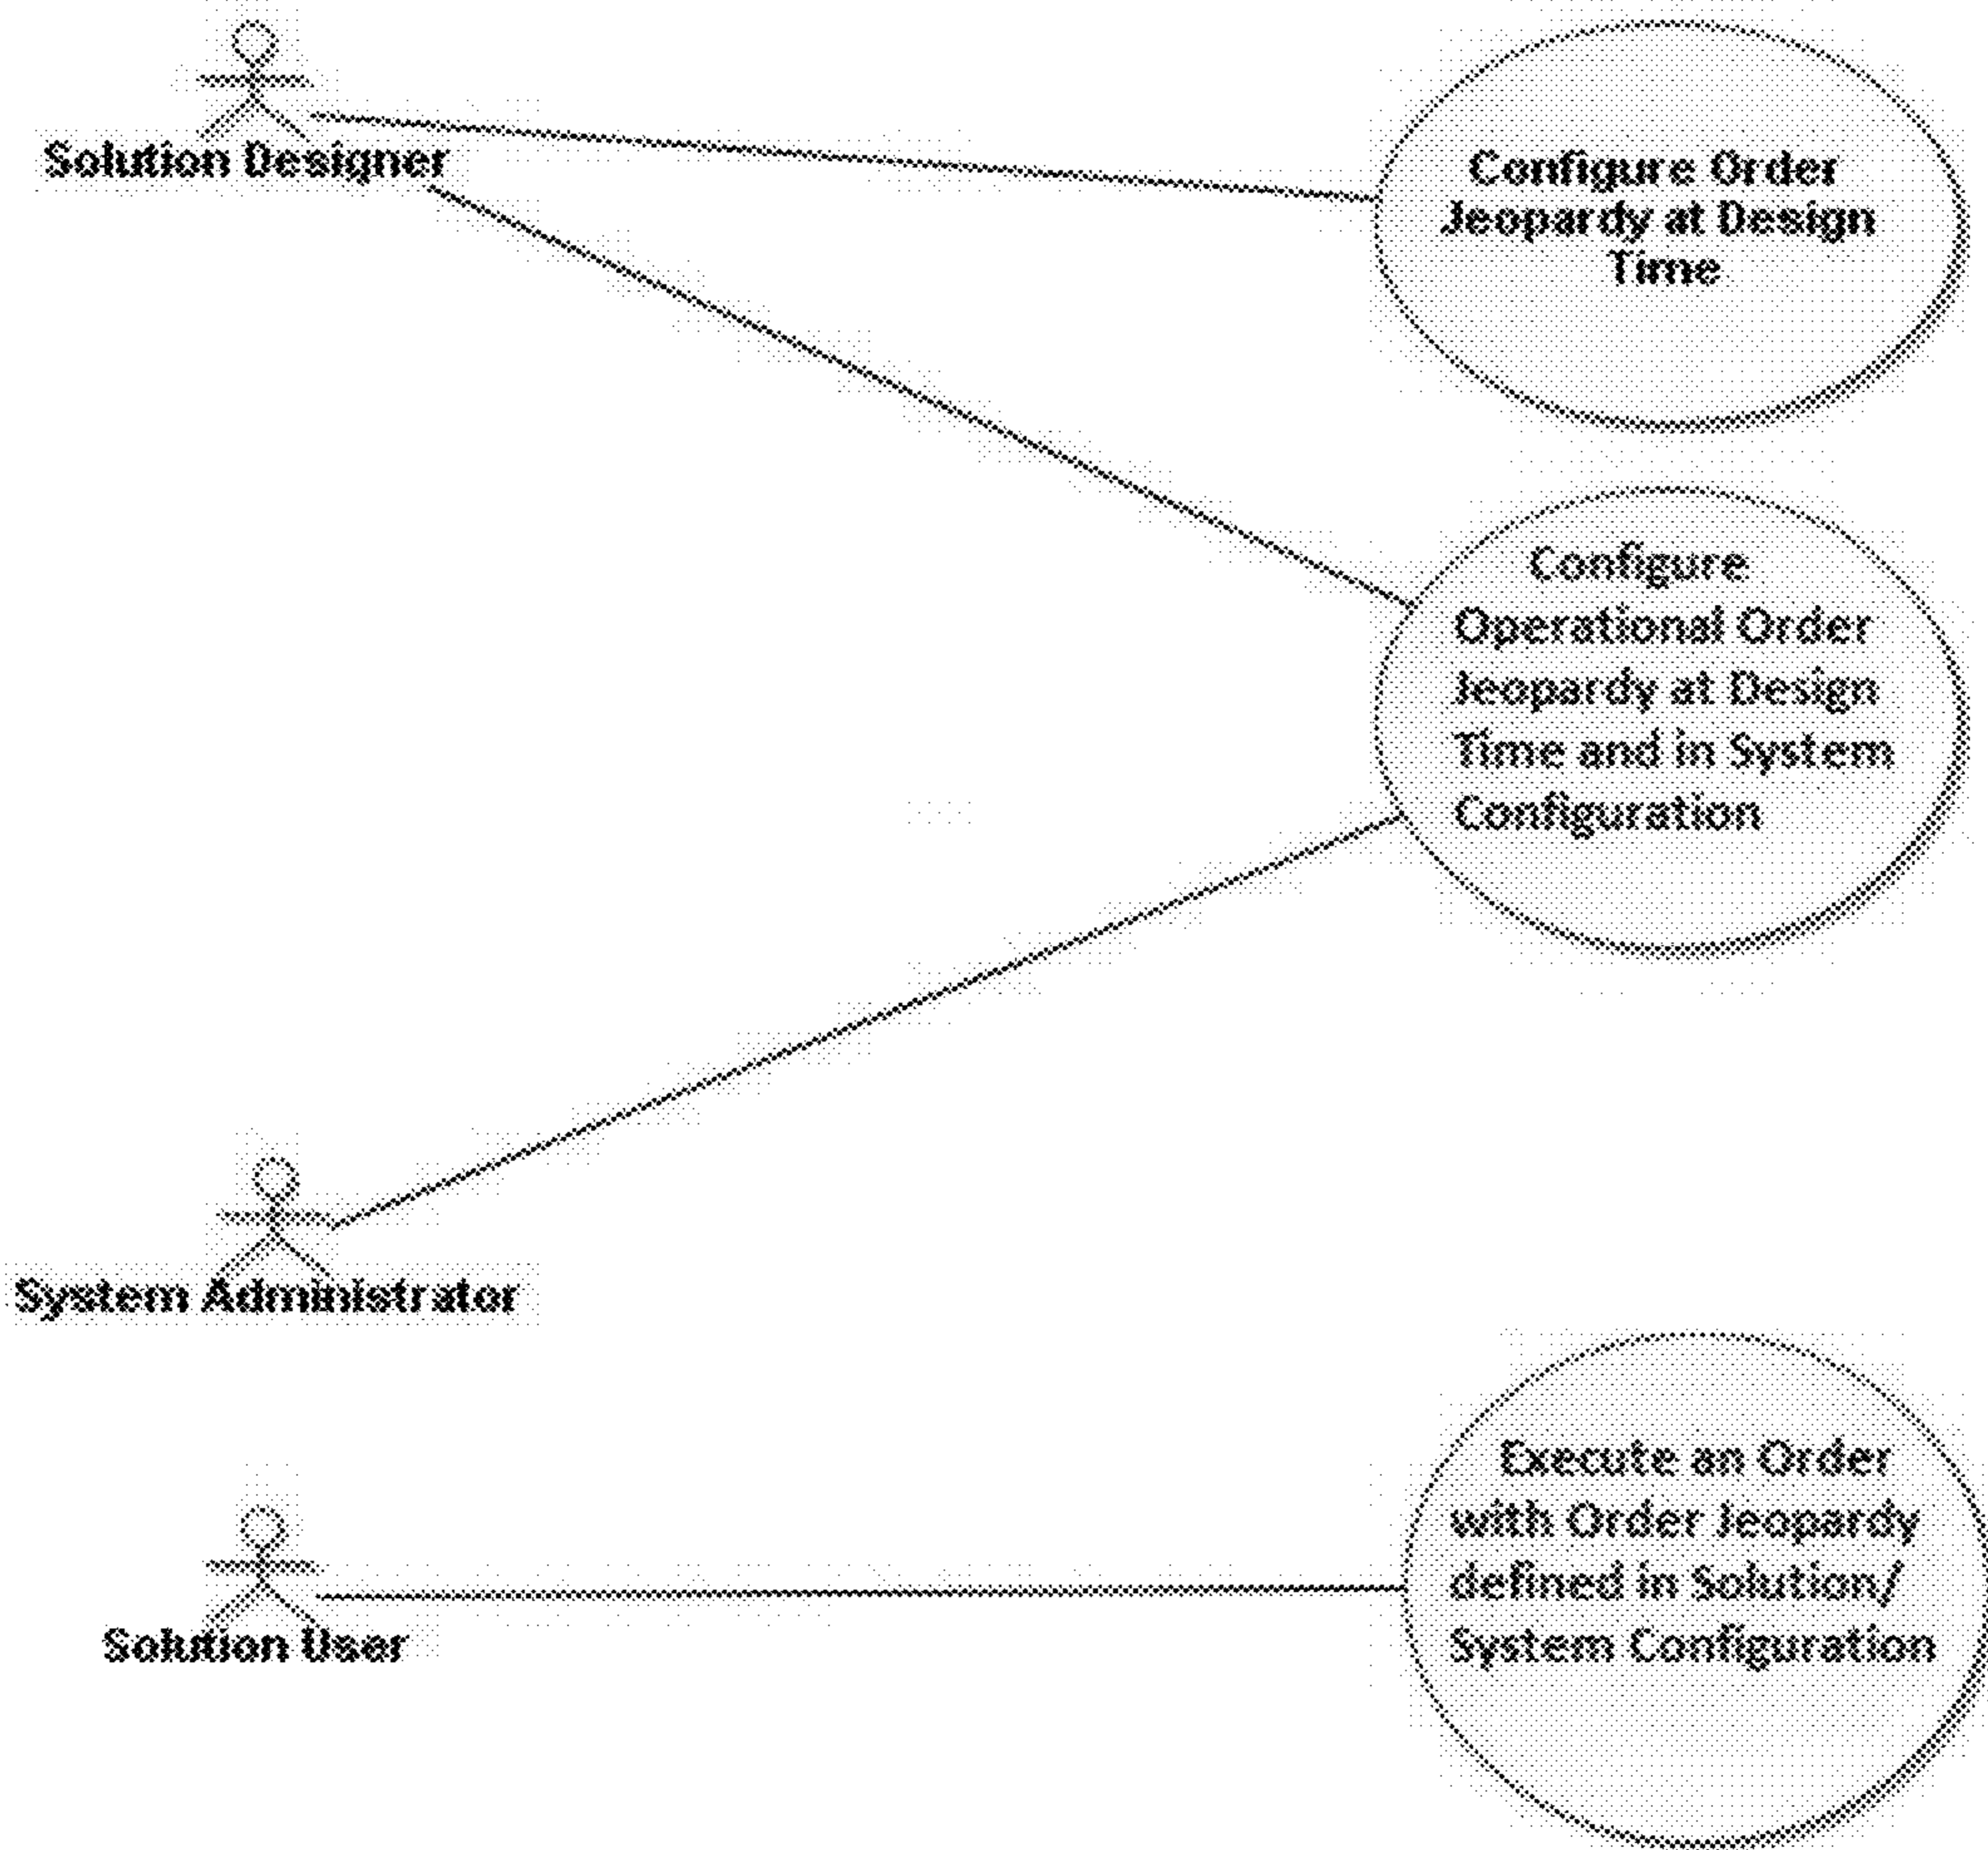 Solution Designer
Configure Order
Jeopardy at Design
Time
Configure
Operational Order
Jeopardy at Design
Time and in System
Configuration
System Administrator
Execute an Order
with Order Jeopardy
defined in Solution/
System Configuration
Solution User